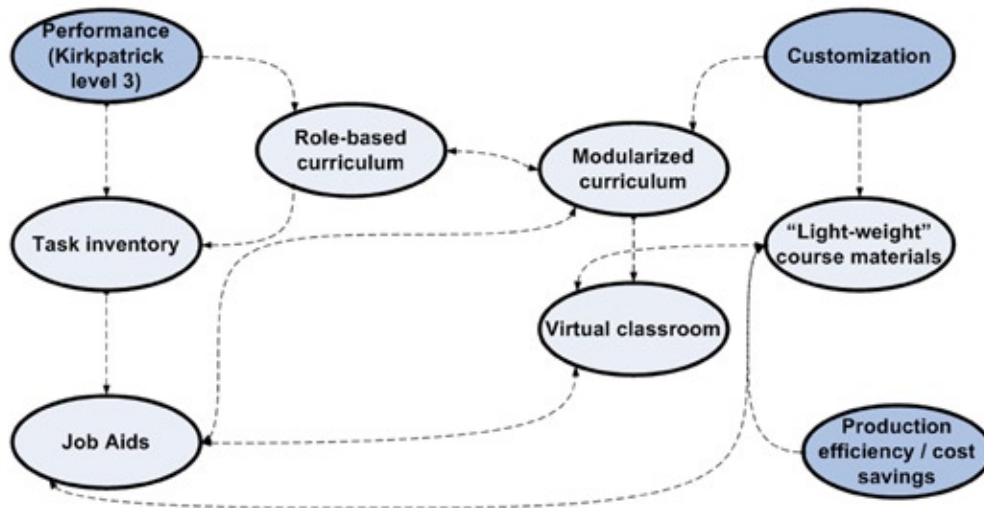 Performance
(Kirkpatrick
level 3)
Customization
Role-based
curriculum
Modularized
curriculum
Task inventory
“Light-weight”
course materials
Virtual classroom
Job Aids
Production
efficiency / cost
savings